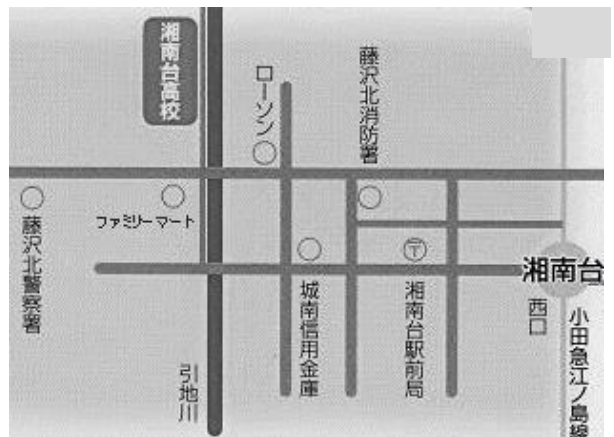 湘南台高校
ローソン
藤沢北消防署
藤沢北警察署
ファミリーマート
〒
湘南台
城南信用金庫
湘南台駅前局
西口
小田急江ノ島線
引地川